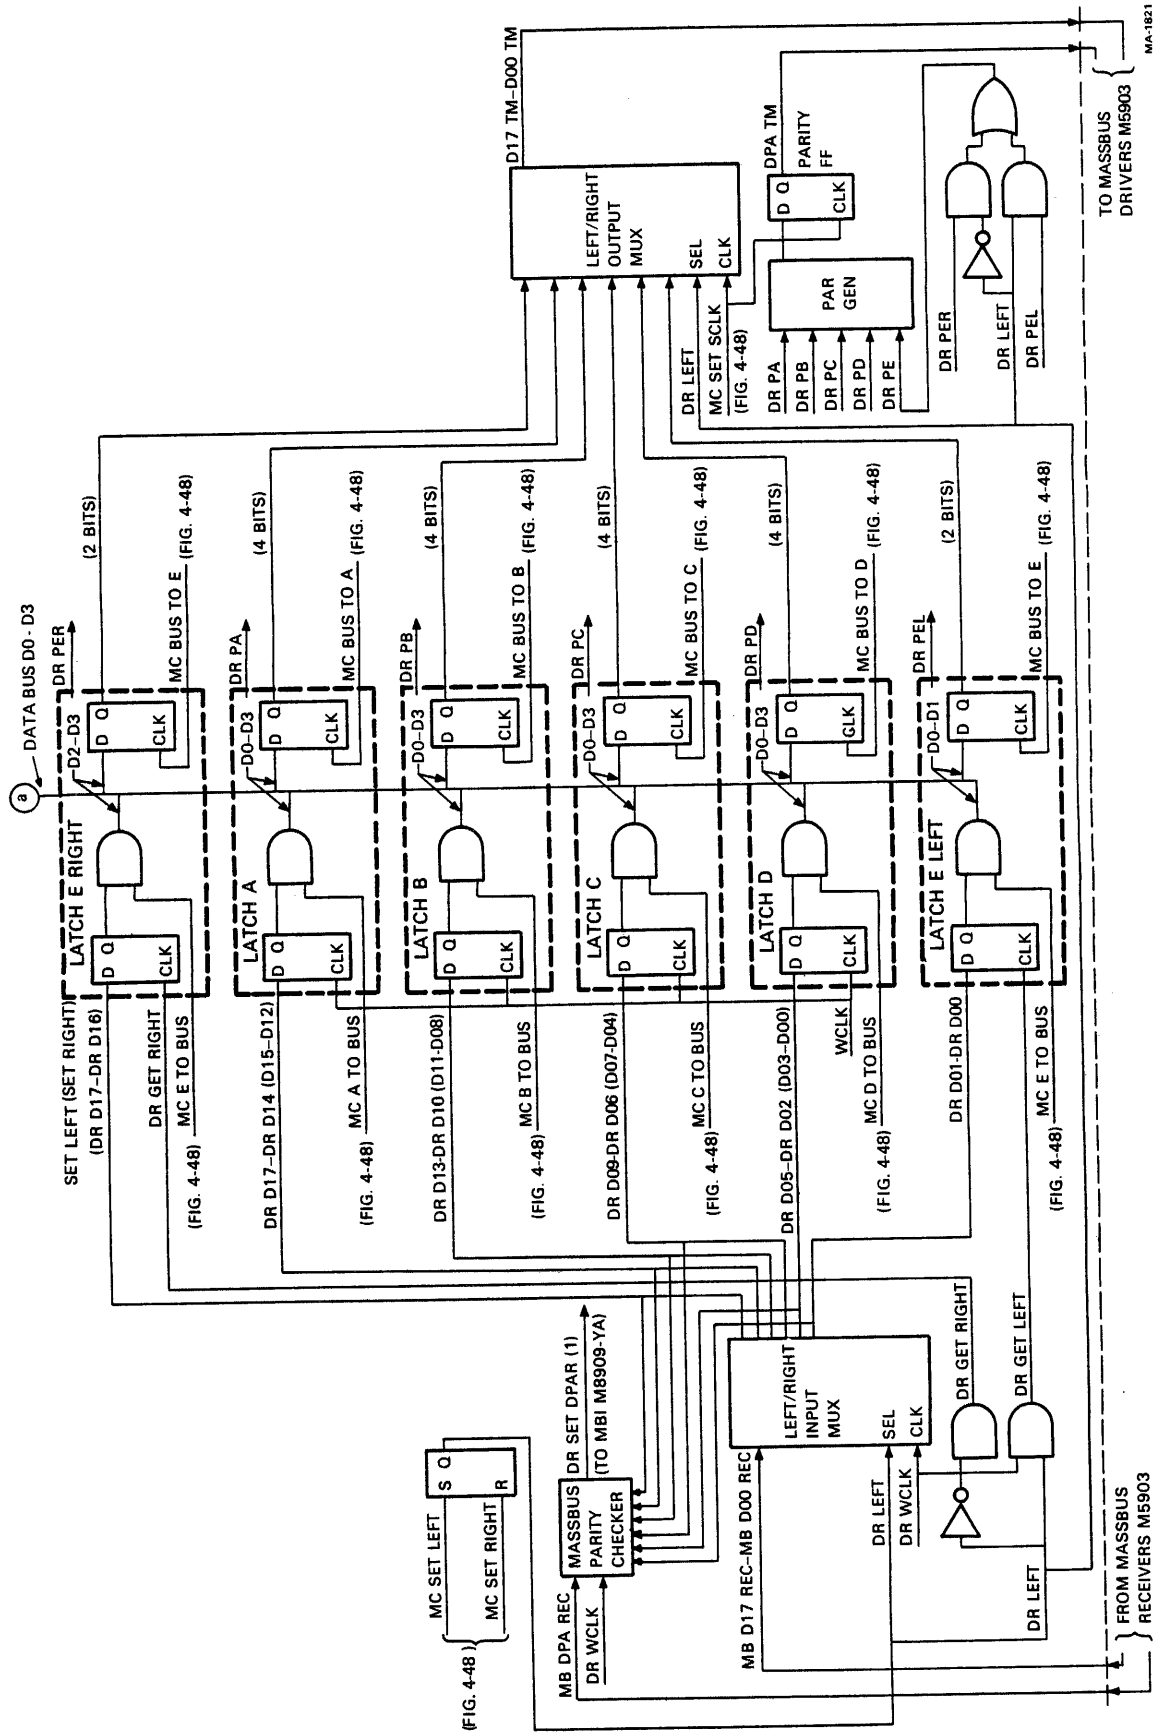 a
DATA BUS D0 - D3
SET LEFT (SET RIGHT)
(DR D17–DR D16)
DR GET RIGHT
MC E TO BUS
(FIG. 4-48)
LATCH E RIGHT
D Q
CLK
D2–D3
D Q
CLK
DR PER
MC BUS TO E
(FIG. 4-48)
(2 BITS)
DR D17–DR D14 (D15–D12)
MC A TO BUS
(FIG. 4-48)
LATCH A
D Q
CLK
D0–D3
D Q
CLK
DR PA
MC BUS TO A
(FIG. 4-48)
(4 BITS)
DR D13-DR D10 (D11-D08)
MC B TO BUS
(FIG. 4-48)
LATCH B
D Q
CLK
D0–D3
D Q
CLK
DR PB
MC BUS TO B
(FIG. 4-48)
(4 BITS)
DR D09-DR D06 (D07-D04)
MC C TO BUS
(FIG. 4-48)
LATCH C
D Q
CLK
D0–D3
D Q
CLK
DR PC
MC BUS TO C
(FIG. 4-48)
(4 BITS)
DR D05–DR D02 (D03–D00)
WCLK
MC D TO BUS
(FIG. 4-48)
LATCH D
D Q
CLK
D0–D3
D Q
CLK
DR PD
MC BUS TO D
(FIG. 4-48)
(4 BITS)
DR D01-DR D00
MC E TO BUS
(FIG. 4-48)
LATCH E LEFT
D Q
CLK
D0–D1
D Q
CLK
DR PEL
MC BUS TO E
(FIG. 4-48)
(2 BITS)
MC SET LEFT
MC SET RIGHT
(FIG. 4-48)
S Q
R
MB DPA REC
DR WCLK
MASSBUS
PARITY
CHECKER
DR SET DPAR (1)
(TO MBI M8909-YA)
MB D17 REC–MB D00 REC
DR LEFT
DR WCLK
LEFT/RIGHT
INPUT
MUX
SEL
CLK
DR GET RIGHT
DR GET LEFT
DR LEFT
FROM MASSBUS
RECEIVERS M5903
D17 TM–D00 TM
LEFT/RIGHT
OUTPUT
MUX
SEL
CLK
DR LEFT
MC SET SCLK
(FIG. 4-48)
DPA TM
D Q
CLK
PARITY
FF
DR PA
DR PB
DR PC
DR PD
DR PE
PAR
GEN
DR PER
DR LEFT
DR PEL
TO MASSBUS
DRIVERS M5903
MA-1821